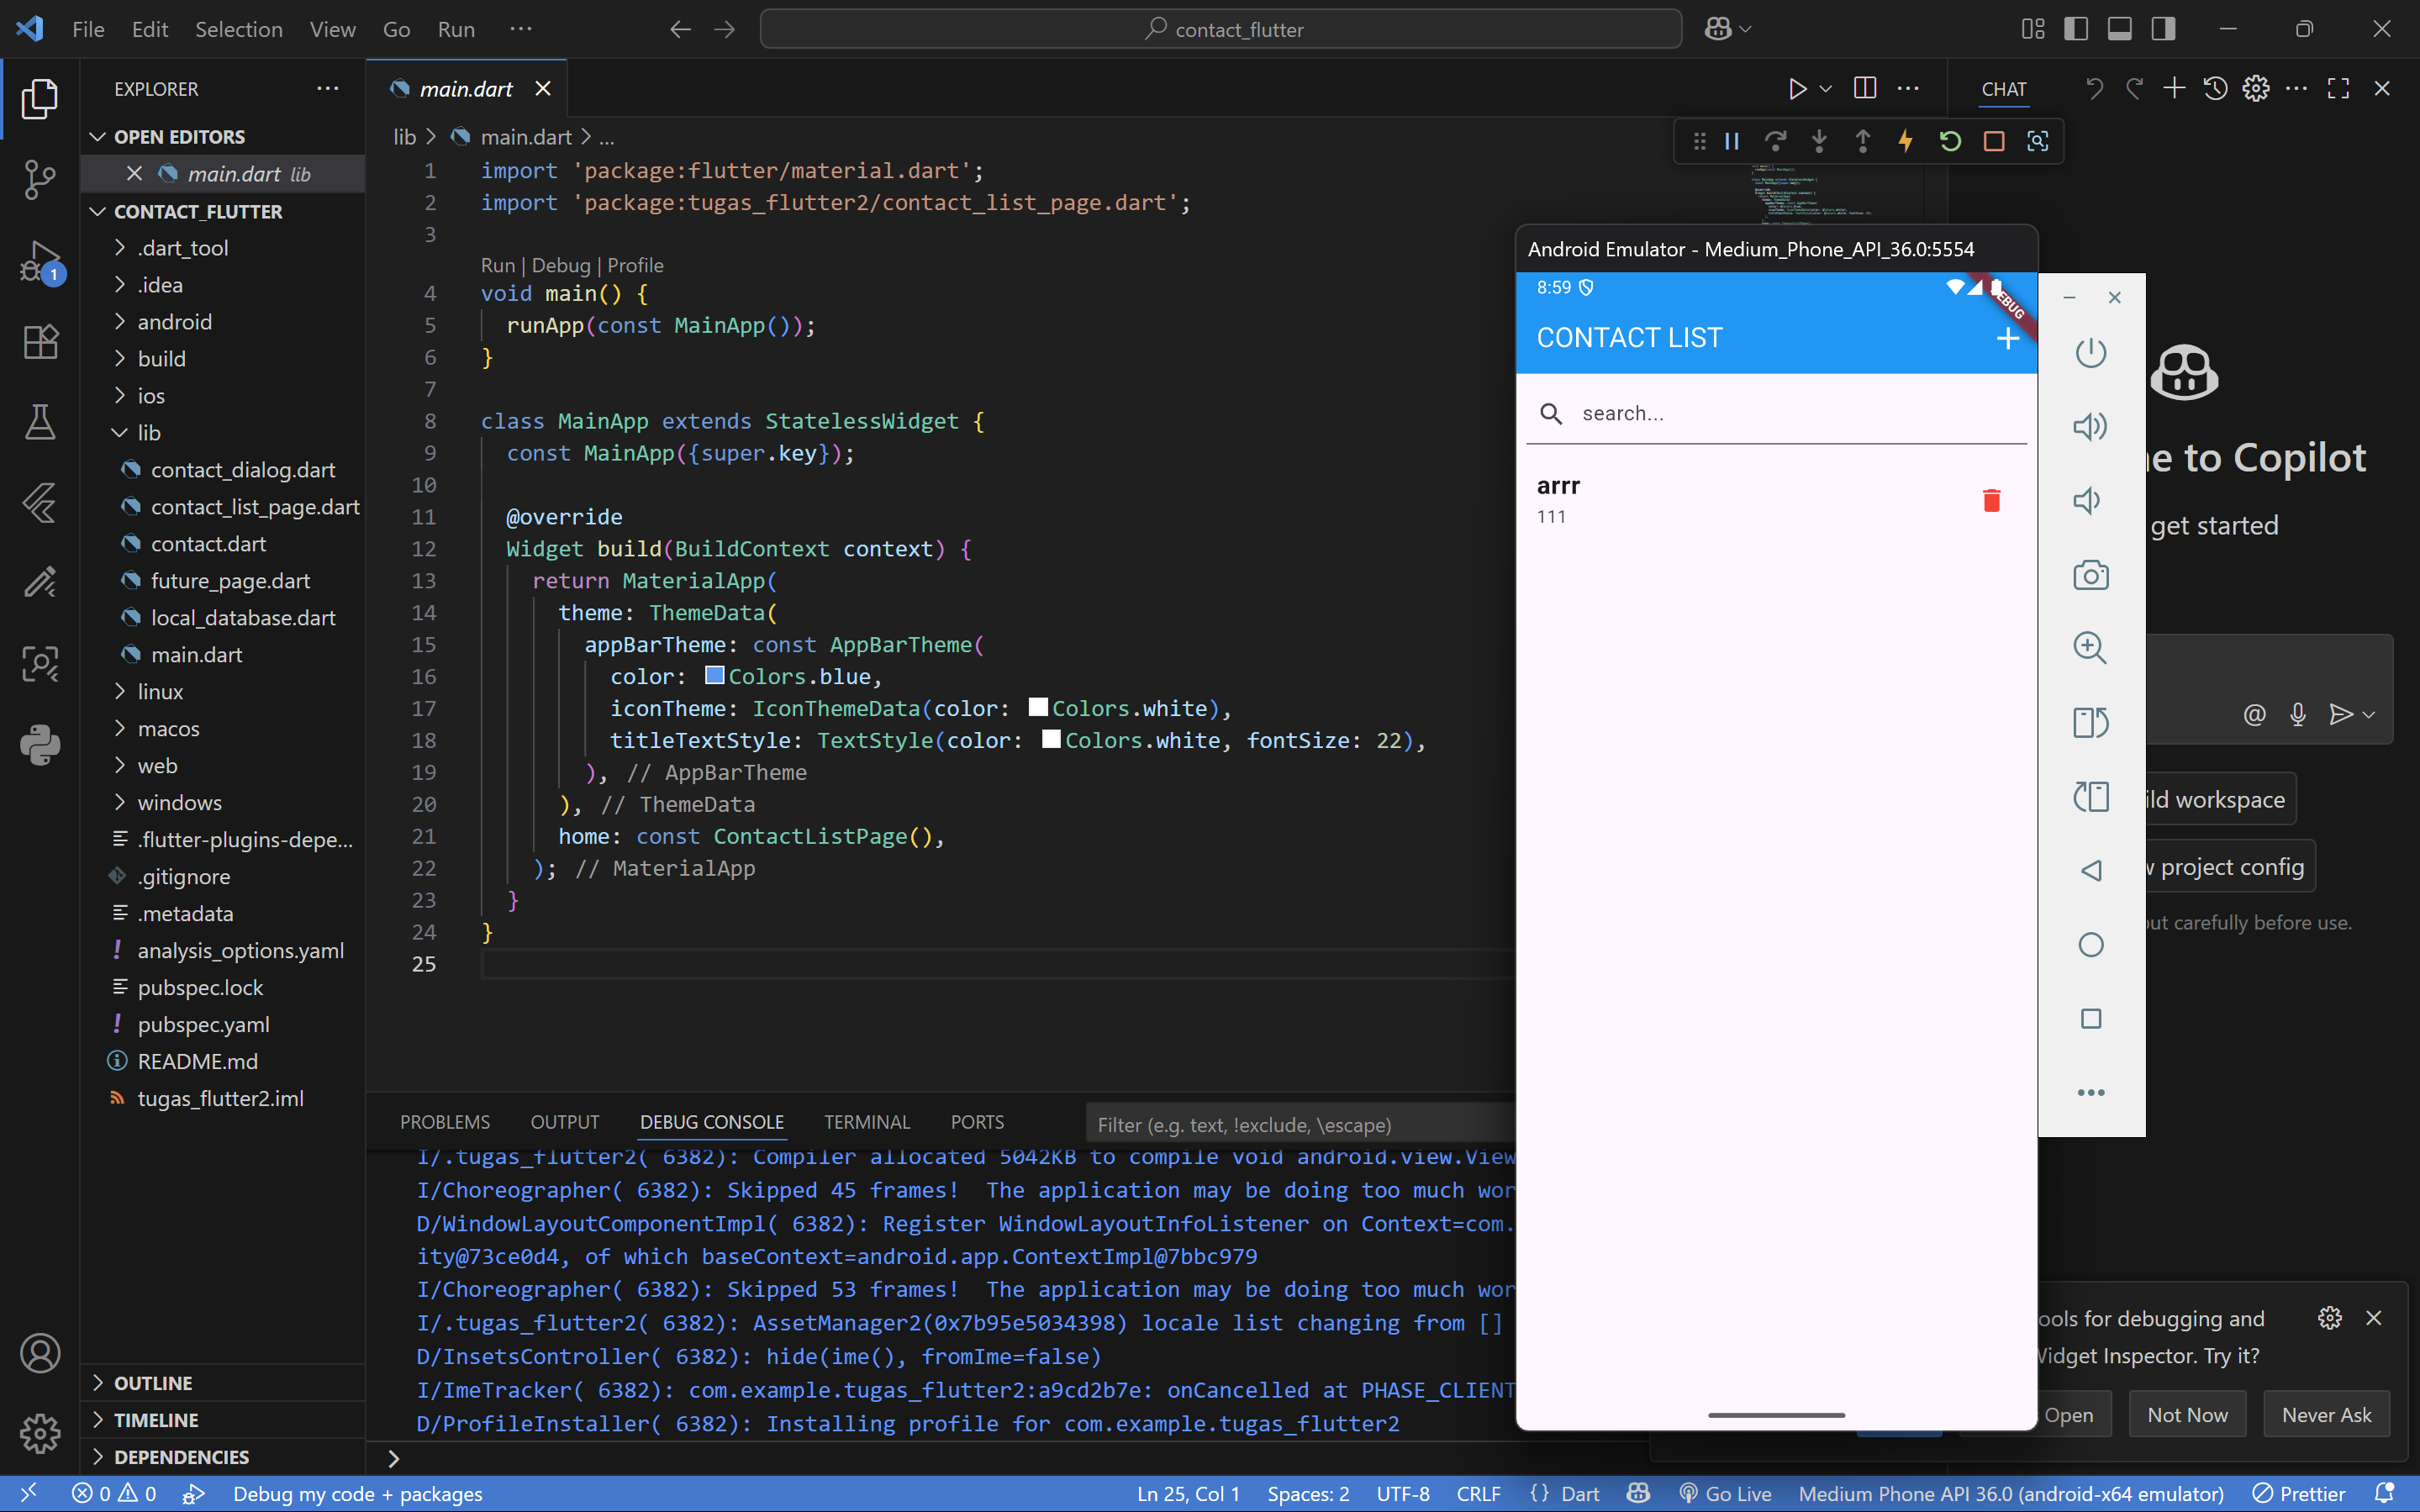 File Edit Selection View Go Run ···
contact_flutter
EXPLORER
OPEN EDITORS
main.dart lib
CONTACT_FLUTTER
.dart_tool
.idea
android
build
ios
lib
contact_dialog.dart
contact_list_page.dart
contact.dart
future_page.dart
local_database.dart
main.dart
linux
macos
web
windows
.flutter-plugins-depe...
.gitignore
.metadata
analysis_options.yaml
pubspec.lock
pubspec.yaml
README.md
tugas_flutter2.iml
OUTLINE
TIMELINE
DEPENDENCIES
1
main.dart
lib > main.dart > ...
1 import 'package:flutter/material.dart';
2 import 'package:tugas_flutter2/contact_list_page.dart';
3
Run | Debug | Profile
4 void main() {
5 runApp(const MainApp());
6 }
7
8 class MainApp extends StatelessWidget {
9 const MainApp({super.key});
10
11 @override
12 Widget build(BuildContext context) {
13 return MaterialApp(
14 theme: ThemeData(
15 appBarTheme: const AppBarTheme(
16 color: Colors.blue,
17 iconTheme: IconThemeData(color: Colors.white),
18 titleTextStyle: TextStyle(color: Colors.white, fontSize: 22),
19 ), // AppBarTheme
20 ), // ThemeData
21 home: const ContactListPage(),
22 ); // MaterialApp
23 }
24 }
25
PROBLEMS OUTPUT DEBUG CONSOLE TERMINAL PORTS
Filter (e.g. text, !exclude, \escape)
I/.tugas_flutter2( 6382): Compiler allocated 5042KB to compile void android.view.View
I/Choreographer( 6382): Skipped 45 frames!  The application may be doing too much wor
D/WindowLayoutComponentImpl( 6382): Register WindowLayoutInfoListener on Context=com.
ity@73ce0d4, of which baseContext=android.app.ContextImpl@7bbc979
I/Choreographer( 6382): Skipped 53 frames!  The application may be doing too much wor
I/.tugas_flutter2( 6382): AssetManager2(0x7b95e5034398) locale list changing from []
D/InsetsController( 6382): hide(ime(), fromIme=false)
I/ImeTracker( 6382): com.example.tugas_flutter2:a9cd2b7e: onCancelled at PHASE_CLIENT
D/ProfileInstaller( 6382): Installing profile for com.example.tugas_flutter2
Android Emulator - Medium_Phone_API_36.0:5554
8:59
DEBUG
CONTACT LIST
search...
arrr
111
CHAT
e to Copilot
get started
ild workspace
w project config
ut carefully before use.
ools for debugging and
Widget Inspector. Try it?
Open Not Now Never Ask
0 0 Debug my code + packages
Ln 25, Col 1 Spaces: 2 UTF-8 CRLF {} Dart Go Live Medium Phone API 36.0 (android-x64 emulator) Prettier